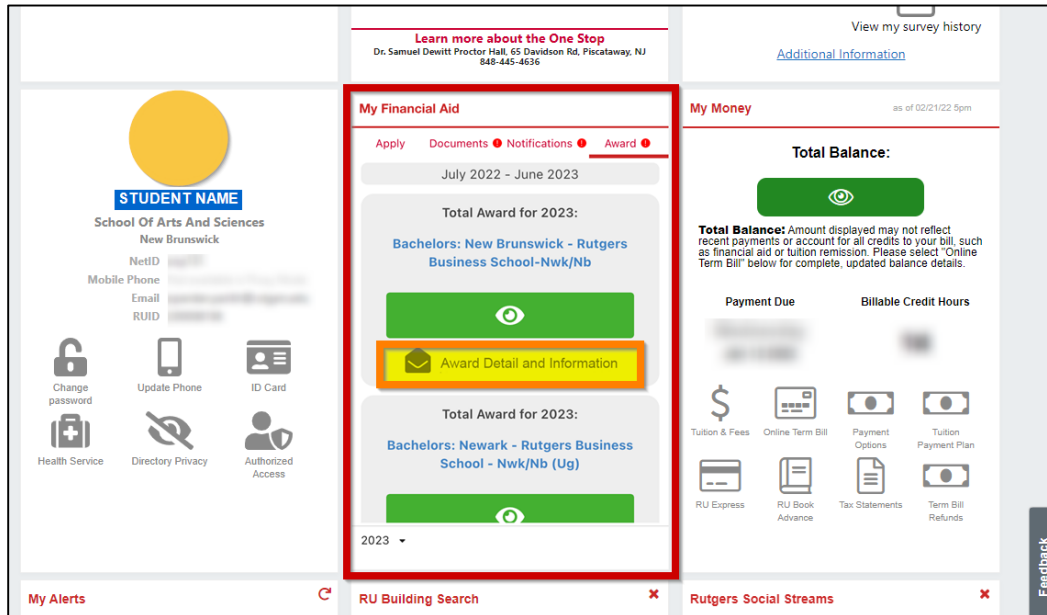 View my survey history
Additional Information
Learn more about the One Stop
Dr. Samuel Dewitt Proctor Hall, 65 Davidson Rd, Piscataway, NJ
848-445-4636
STUDENT NAME
School Of Arts And Sciences
New Brunswick
NetID
Mobile Phone
Email
RUID
Change
password
Update Phone
ID Card
Health Service
Directory Privacy
Authorized
Access
My Financial Aid
Apply Documents Notifications Award
July 2022 - June 2023
Total Award for 2023:
Bachelors: New Brunswick - Rutgers
Business School-Nwk/Nb
Award Detail and Information
Total Award for 2023:
Bachelors: Newark - Rutgers Business
School - Nwk/Nb (Ug)
2023
My Money as of 02/21/22 5pm
Total Balance:
Total Balance: Amount displayed may not reflect
recent payments or account for all credits to your bill, such
as financial aid or tuition remission. Please select "Online
Term Bill" below for complete, updated balance details.
Payment Due Billable Credit Hours
Tuition & Fees
Online Term Bill
Payment
Options
Tuition
Payment Plan
RU Express
RU Book
Advance
Tax Statements
Term Bill
Refunds
Feedback
My Alerts
RU Building Search
Rutgers Social Streams